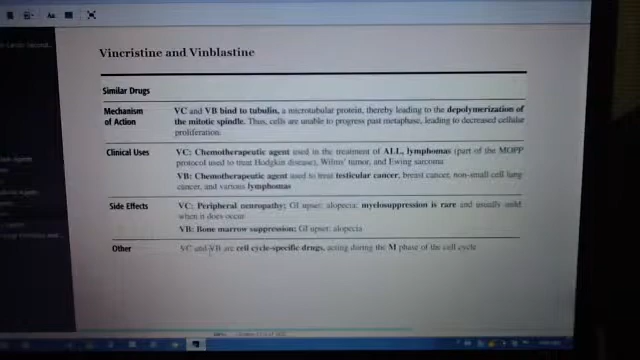 Vincristine and Vinblastine
Similar Drugs
Mechanism of Action
VC and VB bind to tubulin, a microtubular protein, thereby leading to the depolymerization of
the mitotic spindle. Thus, cells are unable to progress past metaphase, leading to decreased cellular
proliferation.
Clinical Uses
VC: Chemotherapeutic agent used in the treatment of ALL, lymphomas (part of the MOPP
protocol used to treat Hodgkin disease), Wilms' tumor, and Ewing sarcoma
VB: Chemotherapeutic agent used to treat testicular cancer, breast cancer, non-small cell lung
cancer, and various lymphomas
Side Effects
VC: Peripheral neuropathy; GI upset; alopecia; myelosuppression is rare and usually mild
when it does occur
VB: Bone marrow suppression; GI upset; alopecia
Other
VC and VB are cell cycle-specific drugs, acting during the M phase of the cell cycle